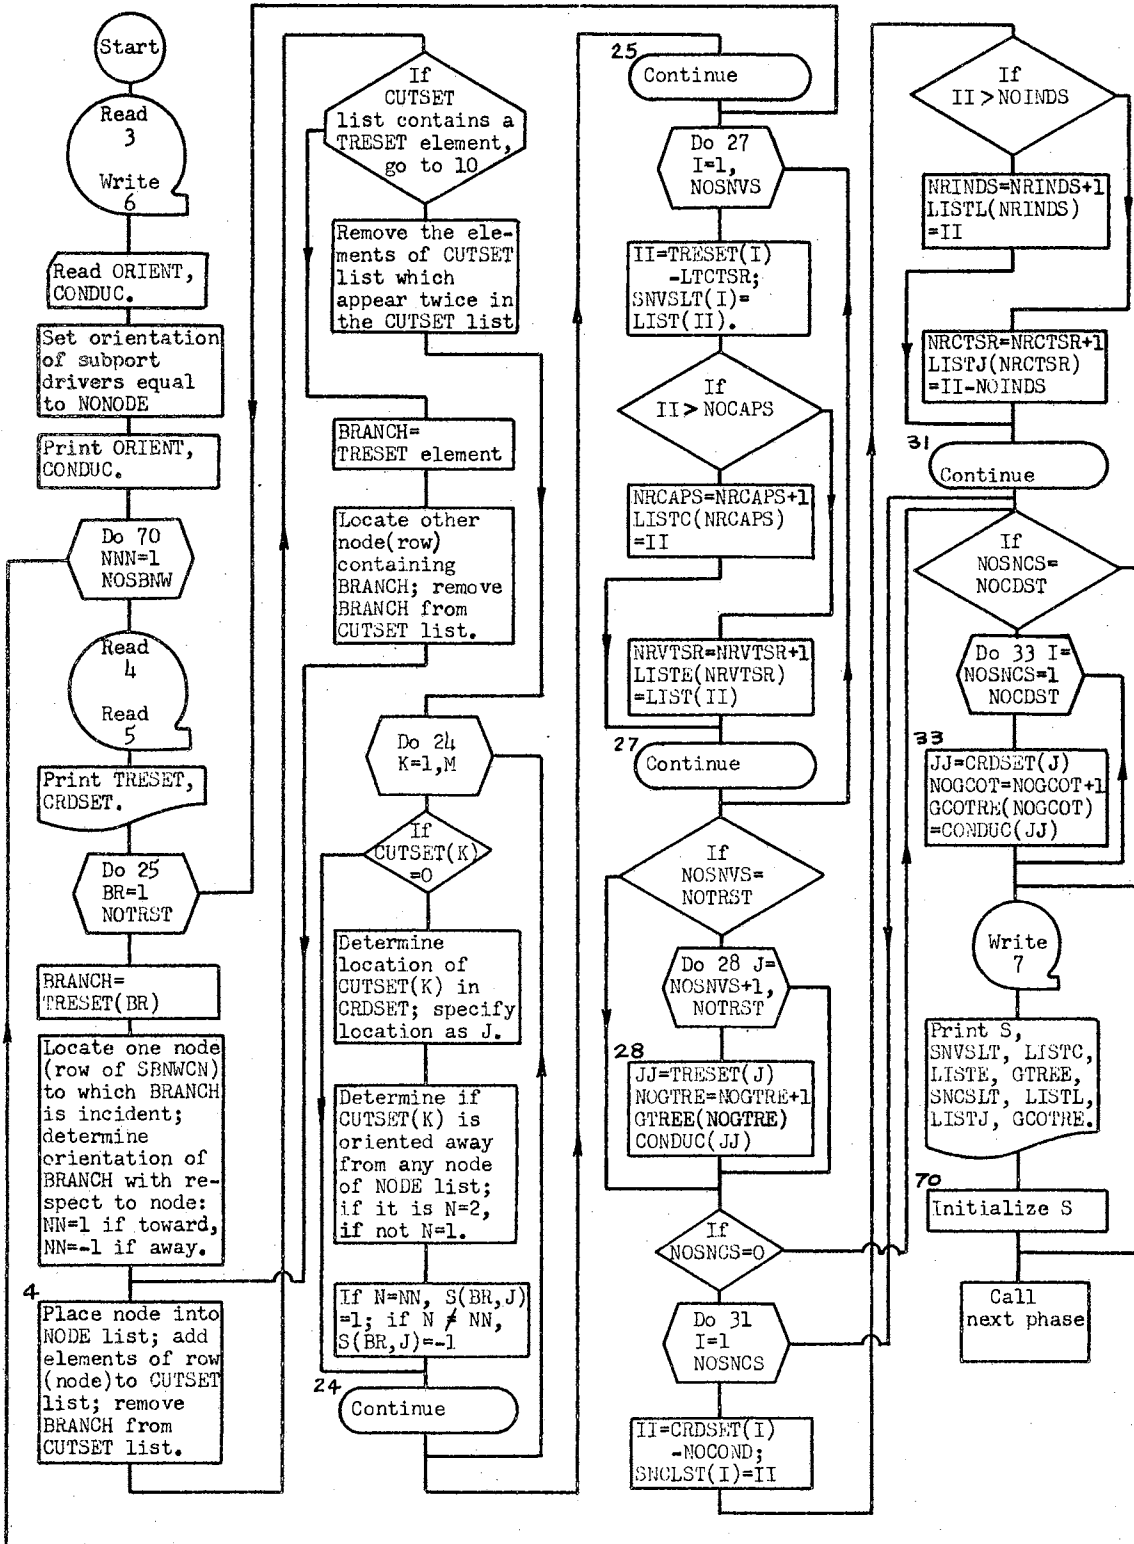 Start
Read
3
Write
6
Read ORIENT,
CONDUC.
Set orientation
of subport
drivers equal
to NONODE
Print ORIENT,
CONDUC.
Do 70
NNN=1
NOSBNW
Read
4
Read
5
Print TRESET,
CRDSET.
Do 25
BR=1
NOTRST
BRANCH=
TRESET(BR)
Locate one node
(row of SBNWCN)
to which BRANCH
is incident;
determine
orientation of
BRANCH with re-
spect to node:
NN=1 if toward,
NN=-1 if away.
4
Place node into
NODE list; add
elements of row
(node)to CUTSET
list; remove
BRANCH from
CUTSET list.
If
CUTSET
list contains a
TRESET element,
go to 10
Remove the ele-
ments of CUTSET
list which
appear twice in
the CUTSET list
BRANCH=
TRESET element
Locate other
node(row)
containing
BRANCH; remove
BRANCH from
CUTSET list.
Do 24
K=1,M
If
CUTSET(K)
=0
Determine
location of
CUTSET(K) in
CRDSET; specify
location as J.
Determine if
CUTSET(K) is
oriented away
from any node
of NODE list;
if it is N=2,
if not N=1.
If N=NN, S(BR,J)
=1; if N ≠ NN,
S(BR,J)=-1
24
Continue
25
Continue
Do 27
I=1,
NOSNVS
II=TRESET(I)
-LTCTSR;
SNVSLT(I)=
LIST(II).
If
II > NOCAPS
NRCAPS=NRCAPS+1
LISTC(NRCAPS)
=II
NRVTSR=NRVTSR+1
LISTE(NRVTSR)
=LIST(II)
27
Continue
If
NOSNVS=
NOTRST
Do 28 J=
NOSNVS+1,
NOTRST
28
JJ=TRESET(J)
NOGTRE=NOGTRE+1
GTREE(NOGTRE)
CONDUC(JJ)
If
NOSNCS=0
Do 31
I=1
NOSNCS
II=CRDSET(I)
-NOCOND;
SNCLST(I)=II
If
II > NOINDS
NRINDS=NRINDS+1
LISTL(NRINDS)
=II
NRCTSR=NRCTSR+1
LISTJ(NRCTSR)
=II-NOINDS
31
Continue
If
NOSNCS=
NOCDST
Do 33 I=
NOSNCS=1
NOCDST
33
JJ=CRDSET(J)
NOGCOT=NOGCOT+1
GCOTRE(NOGCOT)
=CONDUC(JJ)
Write
7
Print S,
SNVSLT, LISTC,
LISTE, GTREE,
SNCSLT, LISTL,
LISTJ, GCOTRE.
70
Initialize S
Call
next phase